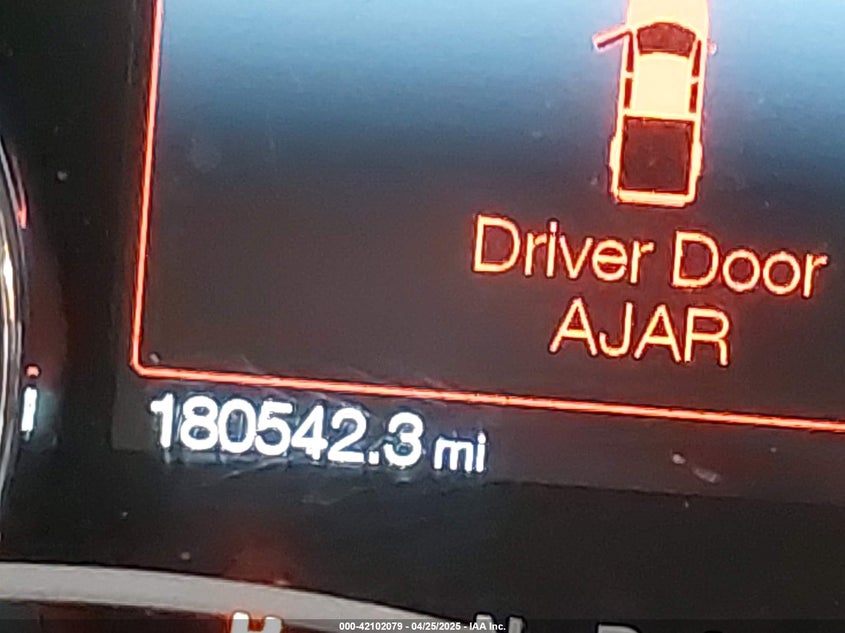 Driver Door
AJAR
180542.3 mi
H
000-42102079 - 04/25/2025 - IAA Inc.